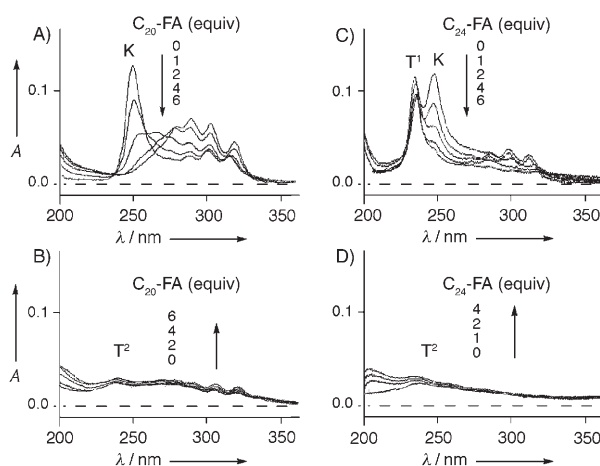 A)
C₂₀-FA (equiv)
K
0
1
2
4
6
0.1
A
0.0
200 250 300 350
λ / nm
C)
C₂₄-FA (equiv)
T¹ K
0
1
2
4
6
0.1
0.0
200 250 300 350
λ / nm
B)
C₂₀-FA (equiv)
6
4
2
0
T²
0.1
A
0.0
200 250 300 350
λ / nm
D)
C₂₄-FA (equiv)
4
2
1
0
T²
0.1
0.0
200 250 300 350
λ / nm